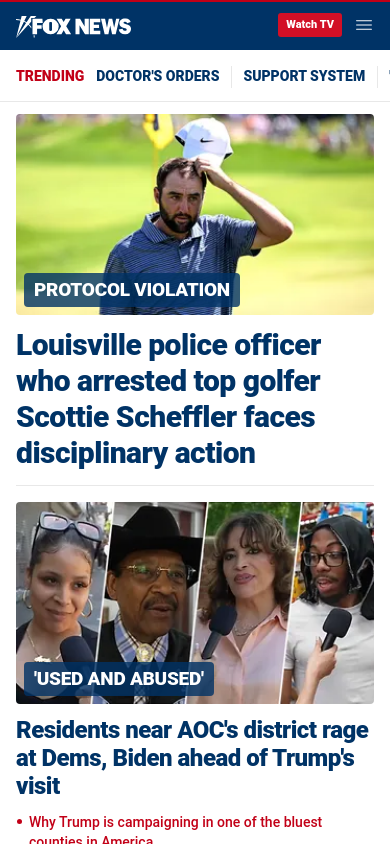 FOX NEWS
Watch TV
TRENDING DOCTOR'S ORDERS SUPPORT SYSTEM
PROTOCOL VIOLATION
Louisville police officer
who arrested top golfer
Scottie Scheffler faces
disciplinary action
'USED AND ABUSED'
Residents near AOC's district rage
at Dems, Biden ahead of Trump's
visit
• Why Trump is campaigning in one of the bluest
counties in America